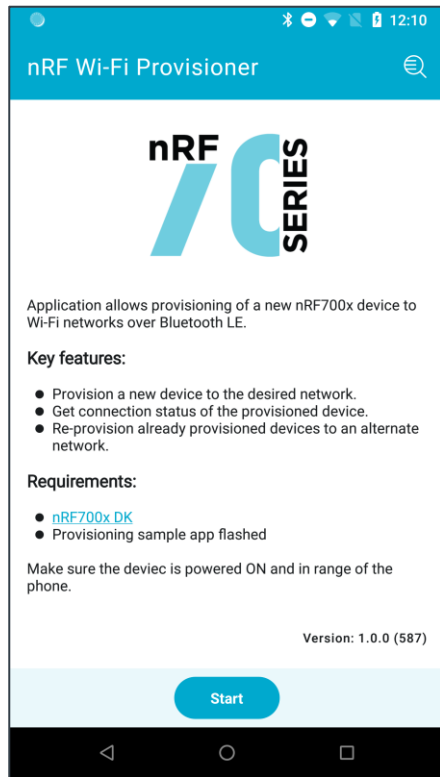 12:10
nRF Wi-Fi Provisioner
nRF
70
SERIES
Application allows provisioning of a new nRF700x device to
Wi-Fi networks over Bluetooth LE.
Key features:
● Provision a new device to the desired network.
● Get connection status of the provisioned device.
● Re-provision already provisioned devices to an alternate
network.
Requirements:
● nRF700x DK
● Provisioning sample app flashed
Make sure the deviec is powered ON and in range of the
phone.
Version: 1.0.0 (587)
Start